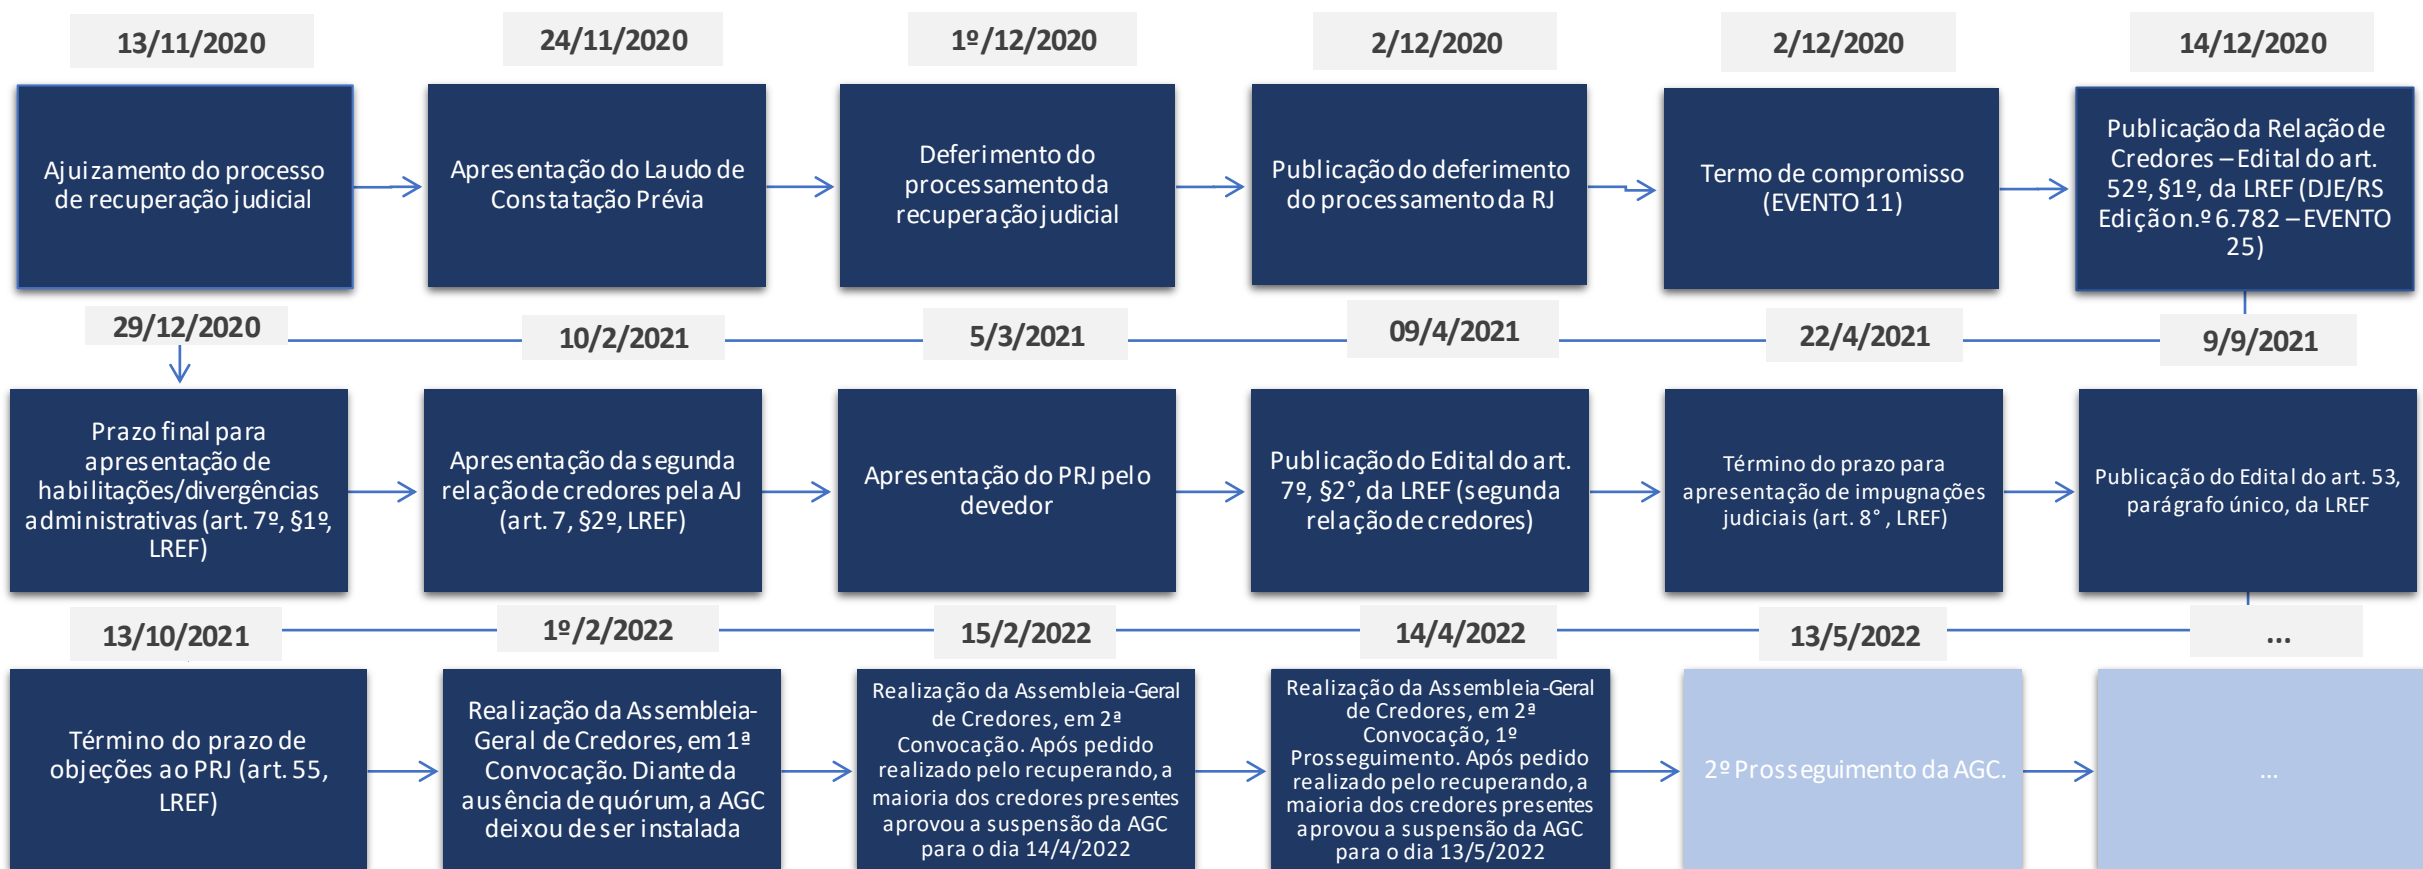 13/11/2020
24/11/2020
1º/12/2020
2/12/2020
2/12/2020
14/12/2020
Ajuizamento do processo
de recuperação judicial
Apresentação do Laudo de
Constatação Prévia
Deferimento do
processamento da
recuperação judicial
Publicação do deferimento
do processamento da RJ
Termo de compromisso
(EVENTO 11)
Publicação da Relação de
Credores – Edital do art.
52º, §1º, da LREF (DJE/RS
Edição n.º 6.782 – EVENTO
25)
29/12/2020
10/2/2021
5/3/2021
09/4/2021
22/4/2021
9/9/2021
Prazo final para
apresentação de
habilitações/divergências
administrativas (art. 7º, §1º,
LREF)
Apresentação da segunda
relação de credores pela AJ
(art. 7, §2º, LREF)
Apresentação do PRJ pelo
devedor
Publicação do Edital do art.
7º, §2°, da LREF (segunda
relação de credores)
Término do prazo para
apresentação de impugnações
judiciais (art. 8° , LREF)
Publicação do Edital do art. 53,
parágrafo único, da LREF
13/10/2021
1º/2/2022
15/2/2022
14/4/2022
13/5/2022
...
Término do prazo de
objeções ao PRJ (art. 55,
LREF)
Realização da Assembleia-
Geral de Credores, em 1ª
Convocação. Diante da
ausência de quórum, a AGC
deixou de ser instalada
Realização da Assembleia-Geral
de Credores, em 2ª
Convocação. Após pedido
realizado pelo recuperando, a
maioria dos credores presentes
aprovou a suspensão da AGC
para o dia 14/4/2022
Realização da Assembleia-Geral
de Credores, em 2ª
Convocação, 1º
Prosseguimento. Após pedido
realizado pelo recuperando, a
maioria dos credores presentes
aprovou a suspensão da AGC
para o dia 13/5/2022
2º Prosseguimento da AGC.
...